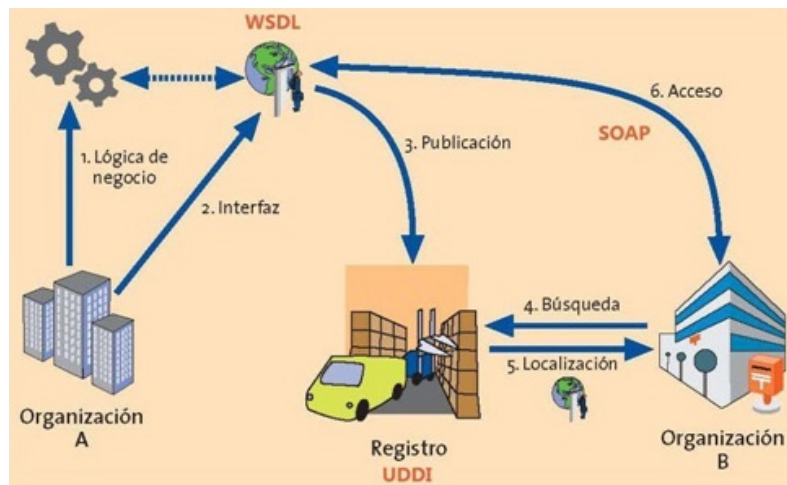 WSDL
6. Acceso
SOAP
3. Publicación
1. Lógica de
negocio
2. Interfaz
4. Búsqueda
5. Localización
Organización
A
Registro
UDDI
Organización
B